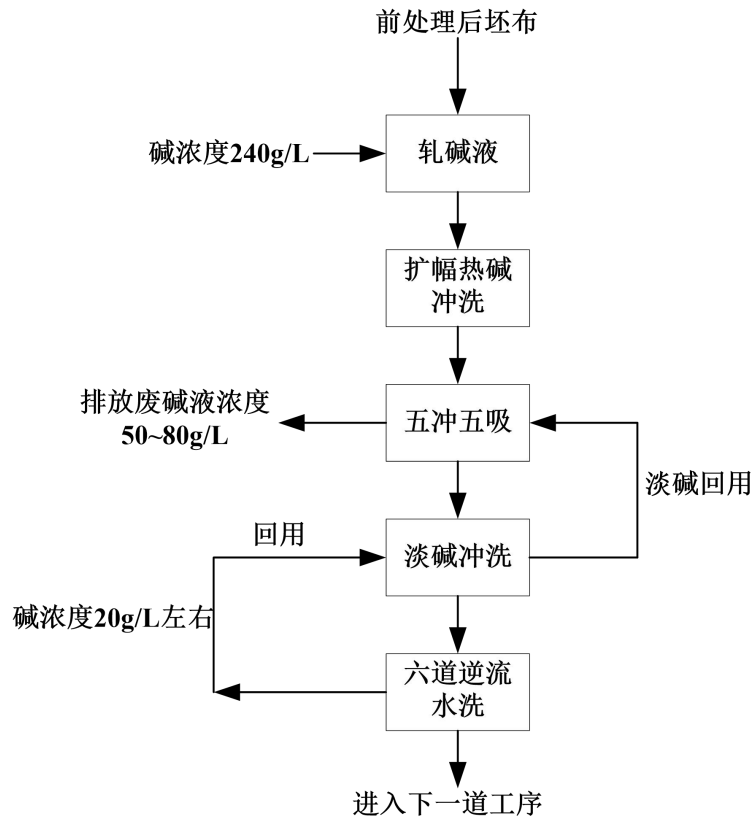 前处理后坯布
碱浓度240g/L
轧碱液
扩幅热碱
冲洗
排放废碱液浓度
50~80g/L
五冲五吸
淡碱回用
回用
淡碱冲洗
碱浓度20g/L左右
六道逆流
水洗
进入下一道工序